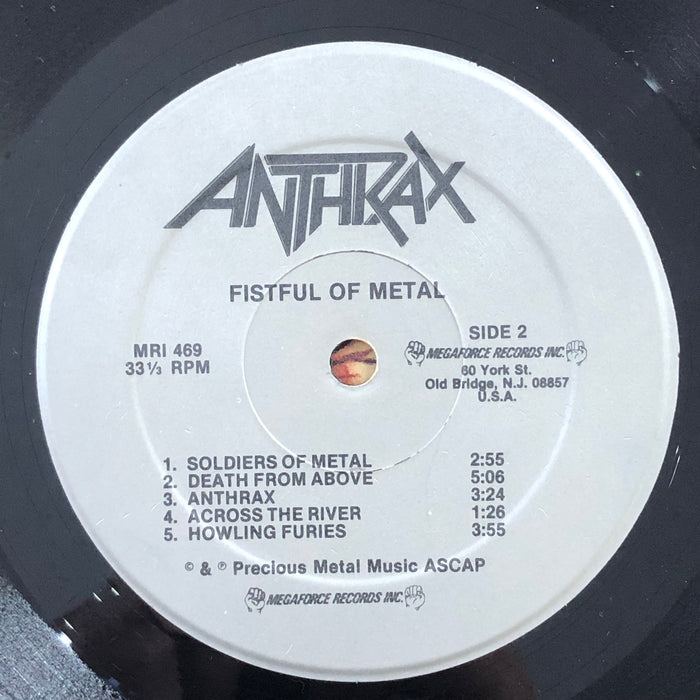 ANTHRAX
FISTFUL OF METAL
MRI 469
33⅓ RPM
SIDE 2
MEGAFORCE RECORDS INC.
60 York St.
Old Bridge, N.J. 08857
U.S.A.
1. SOLDIERS OF METAL 2:55
2. DEATH FROM ABOVE 5:06
3. ANTHRAX 3:24
4. ACROSS THE RIVER 1:26
5. HOWLING FURIES 3:55
© & ℗ Precious Metal Music ASCAP
MEGAFORCE RECORDS INC.